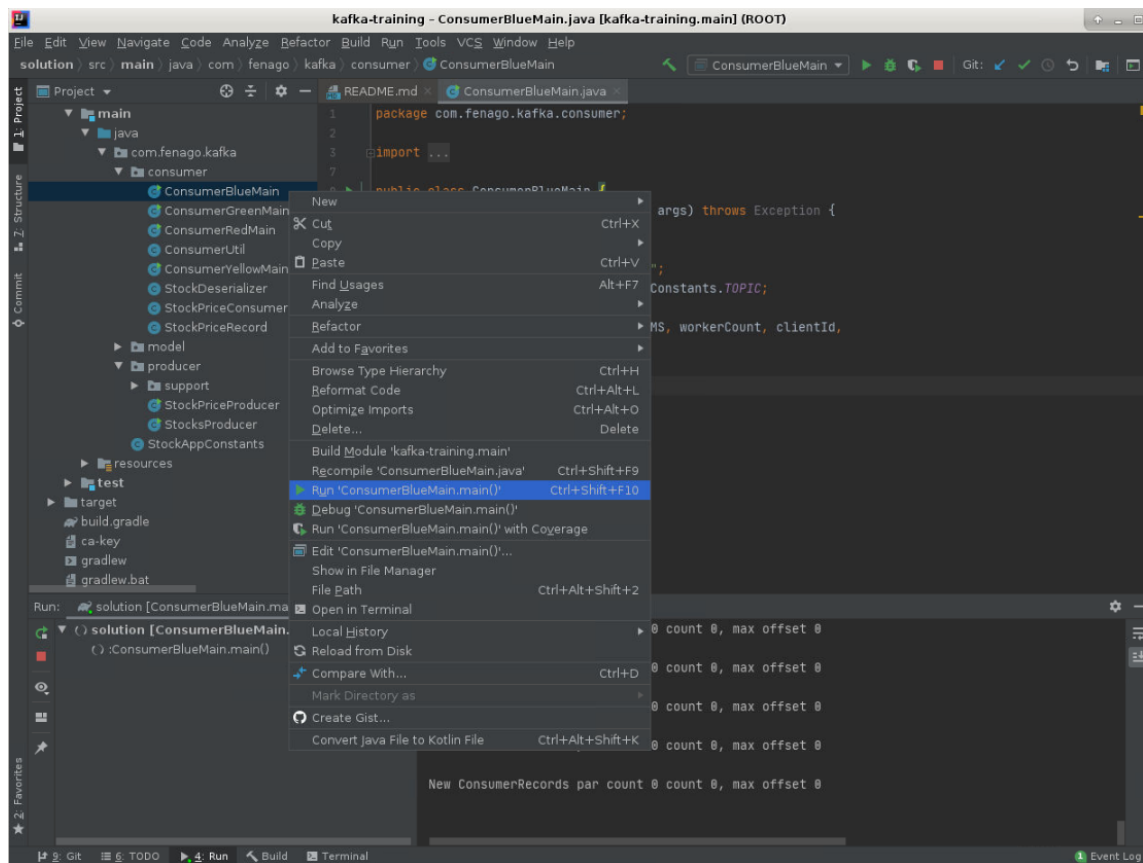 kafka-training – ConsumerBlueMain.java [kafka-training.main] (ROOT)
File Edit View Navigate Code Analyze Refactor Build Run Tools VCS Window Help
solution src main java com fenago kafka consumer ConsumerBlueMain
ConsumerBlueMain Git:
Project
README.md
ConsumerBlueMain.java
1: Project
7: Structure
Commit
2: Favorites
main
java
com.fenago.kafka
consumer
ConsumerBlueMain
ConsumerGreenMain
ConsumerRedMain
ConsumerUtil
ConsumerYellowMain
StockDeserializer
StockPriceConsumer
StockPriceRecord
model
producer
support
StockPriceProducer
StocksProducer
StockAppConstants
resources
test
target
build.gradle
ca-key
gradlew
gradlew.bat
1 package com.fenago.kafka.consumer;
2
3 import ...
7
public class ConsumerBlueMain {
args) throws Exception {
";
Constants.TOPIC;
MS, workerCount, clientId,
New
Cut Ctrl+X
Copy
Paste Ctrl+V
Find Usages Alt+F7
Analyze
Refactor
Add to Favorites
Browse Type Hierarchy Ctrl+H
Reformat Code Ctrl+Alt+L
Optimize Imports Ctrl+Alt+O
Delete... Delete
Build Module 'kafka-training.main'
Recompile 'ConsumerBlueMain.java' Ctrl+Shift+F9
Run 'ConsumerBlueMain.main()' Ctrl+Shift+F10
Debug 'ConsumerBlueMain.main()'
Run 'ConsumerBlueMain.main()' with Coverage
Edit 'ConsumerBlueMain.main()'...
Show in File Manager
File Path Ctrl+Alt+Shift+2
Open in Terminal
Local History
Reload from Disk
Compare With... Ctrl+D
Mark Directory as
Create Gist...
Convert Java File to Kotlin File Ctrl+Alt+Shift+K
Run: solution [ConsumerBlueMain.ma
solution [ConsumerBlueMain.
:ConsumerBlueMain.main()
0 count 0, max offset 0
0 count 0, max offset 0
0 count 0, max offset 0
0 count 0, max offset 0
New ConsumerRecords par count 0 count 0, max offset 0
9: Git 6: TODO 4: Run Build Terminal 1 Event Log